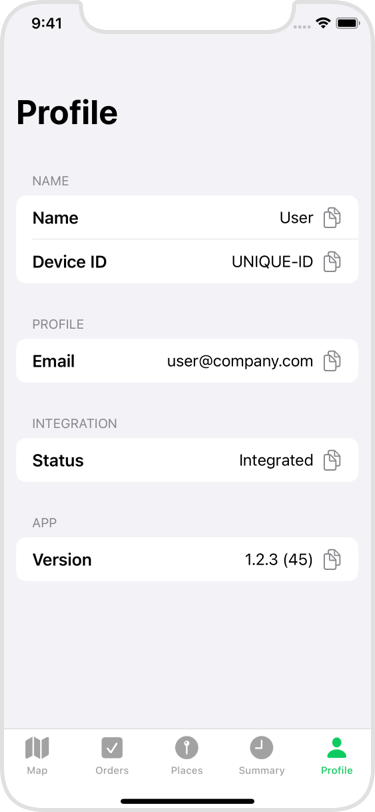 9:41
Profile
NAME
Name User
Device ID UNIQUE-ID
PROFILE
Email user@company.com
INTEGRATION
Status Integrated
APP
Version 1.2.3 (45)
Map Orders Places Summary Profile